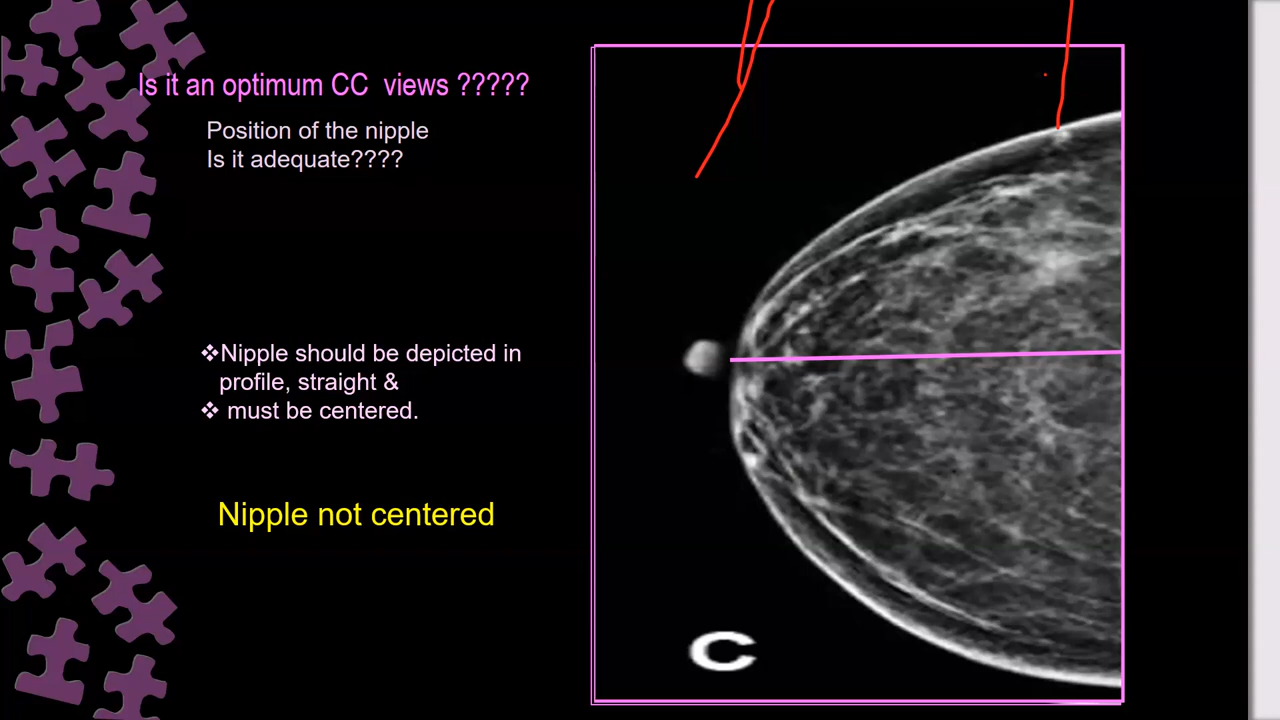 Is it an optimum CC views ?????
Position of the nipple
Is it adequate????
❖Nipple should be depicted in
profile, straight &
❖ must be centered.
Nipple not centered
C